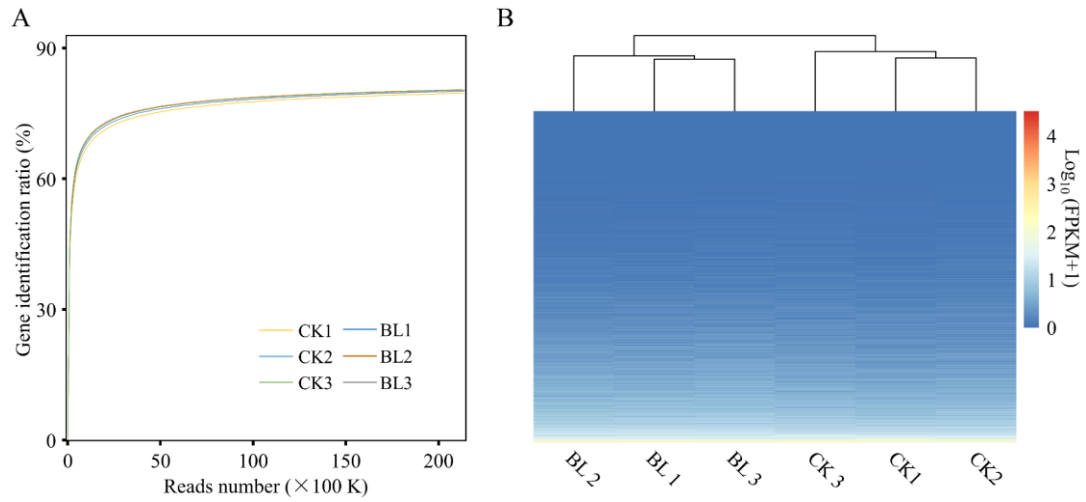 A
90
60
30
0
Gene identification ratio (%)
CK1
BL1
CK2
BL2
CK3
BL3
0
50
100
150
200
Reads number (×100 K)
B
4
3
2
1
0
Log₁₀ (FPKM+1)
BL 2
BL 1
BL 3
CK 3
CK1
CK2